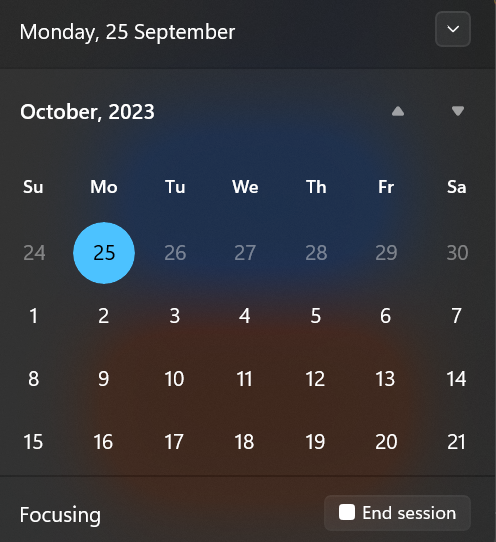 Monday, 25 September
October, 2023
Su Mo Tu We Th Fr Sa
24 25 26 27 28 29 30
1 2 3 4 5 6 7
8 9 10 11 12 13 14
15 16 17 18 19 20 21
Focusing End session